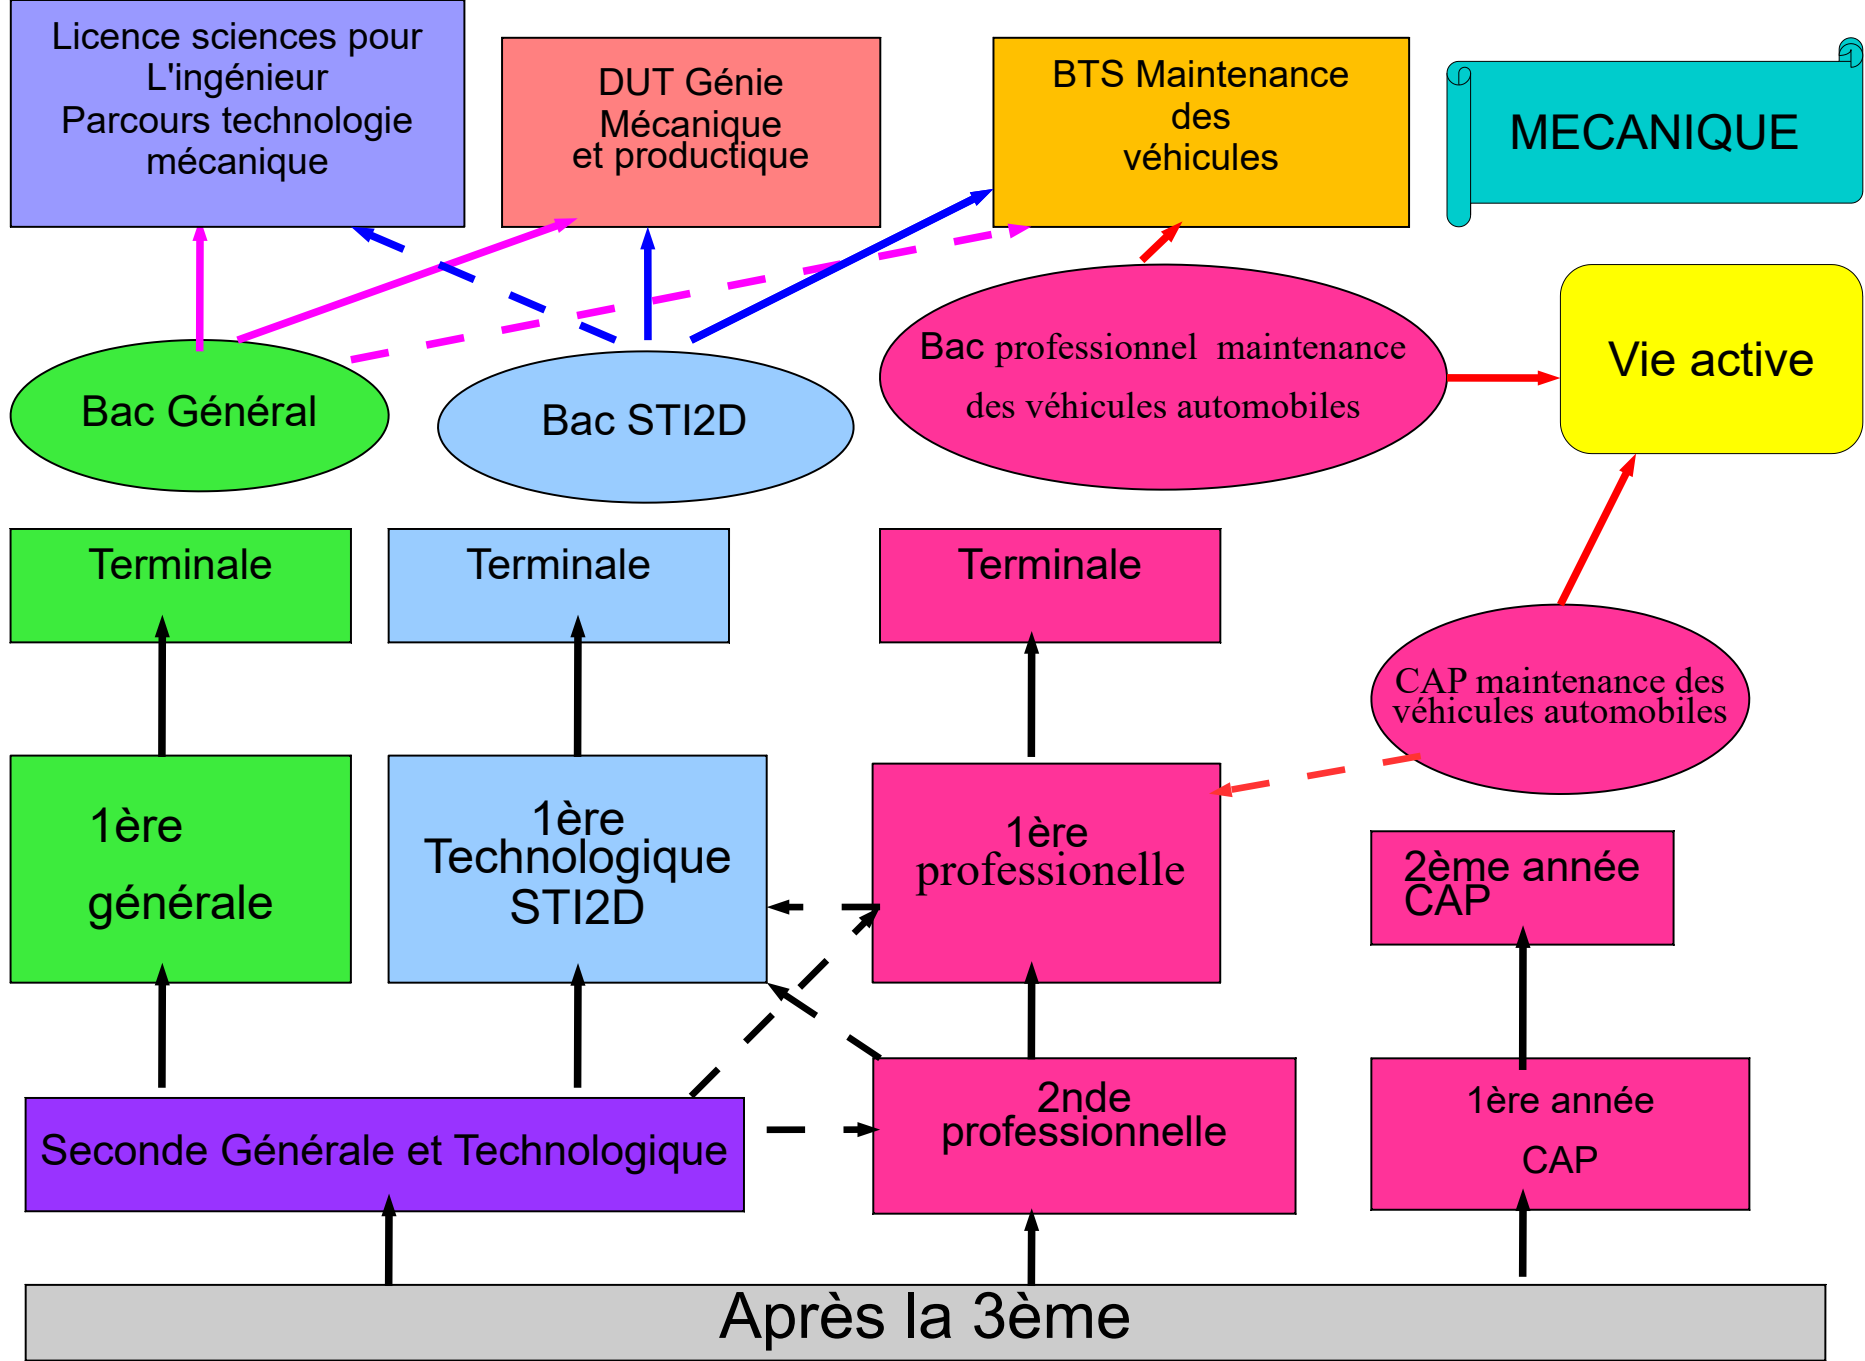 Licence sciences pour
L'ingénieur
Parcours technologie
mécanique
DUT Génie
Mécanique
et productique
BTS Maintenance
des
véhicules
MECANIQUE
Bac Général
Bac STI2D
Bac professionnel maintenance
des véhicules automobiles
Vie active
Terminale
Terminale
Terminale
CAP maintenance des
véhicules automobiles
1ère
générale
1ère
Technologique
STI2D
1ère
professionelle
2ème année
CAP
Seconde Générale et Technologique
2nde
professionnelle
1ère année
CAP
Après la 3ème